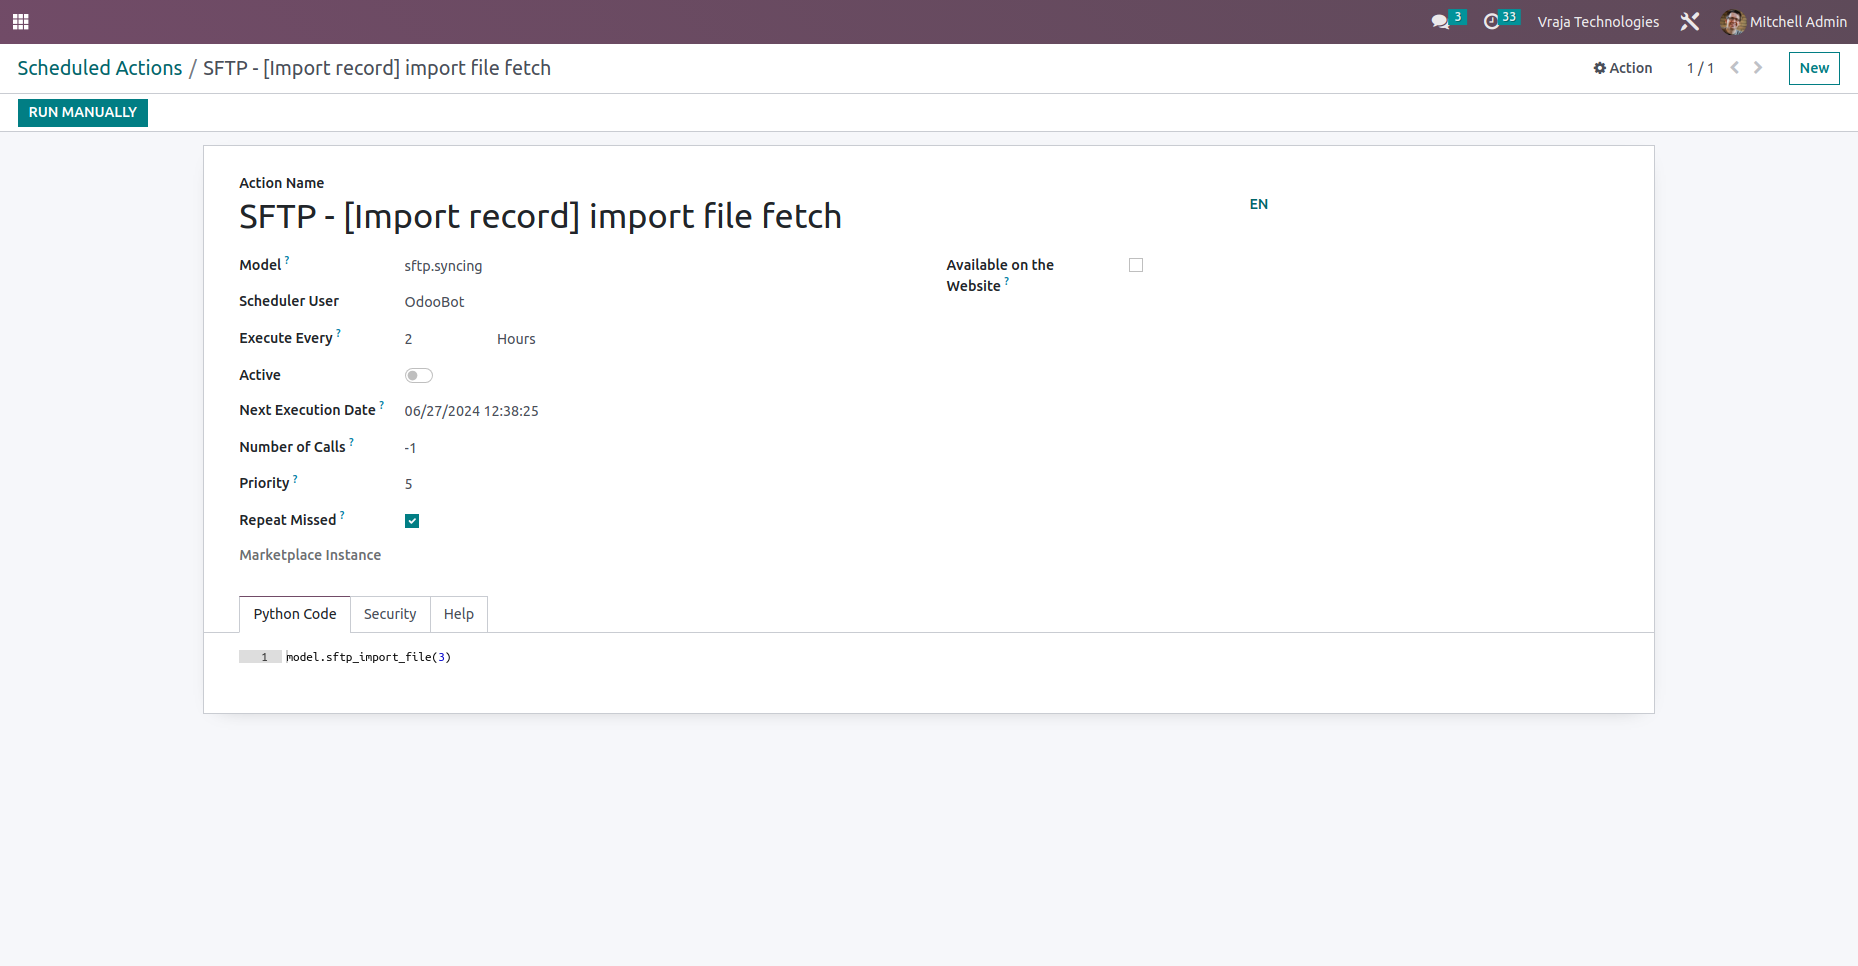 3 33 Vraja Technologies Mitchell Admin
Scheduled Actions / SFTP - [Import record] import file fetch Action 1 / 1 New
RUN MANUALLY
Action Name
SFTP - [Import record] import file fetch EN
Model ? sftp.syncing Available on the
Website ?
Scheduler User OdooBot
Execute Every ? 2 Hours
Active
Next Execution Date ? 06/27/2024 12:38:25
Number of Calls ? -1
Priority ? 5
Repeat Missed ?
Marketplace Instance
Python Code Security Help
1 model.sftp_import_file(3)